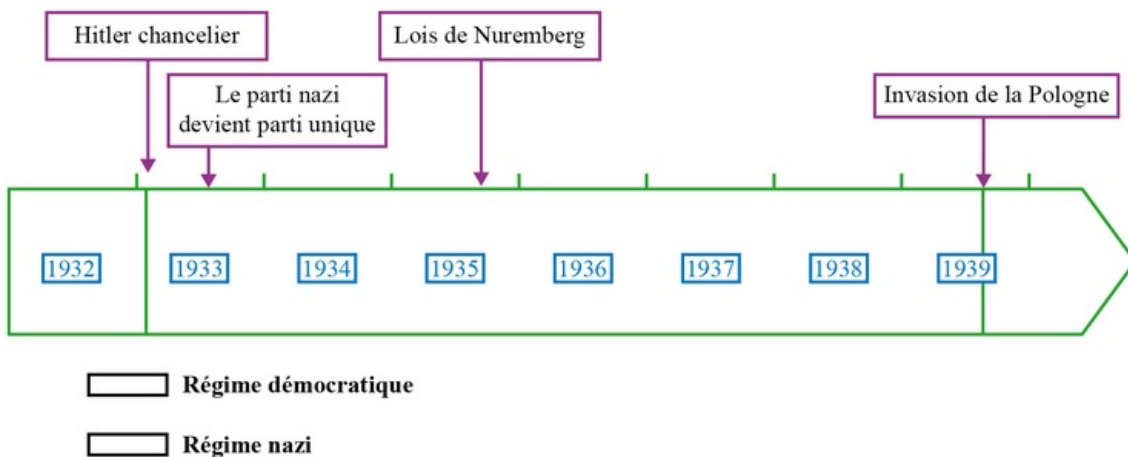 Hitler chancelier
Lois de Nuremberg
Le parti nazi
devient parti unique
Invasion de la Pologne
1932
1933
1934
1935
1936
1937
1938
1939
Régime démocratique
Régime nazi